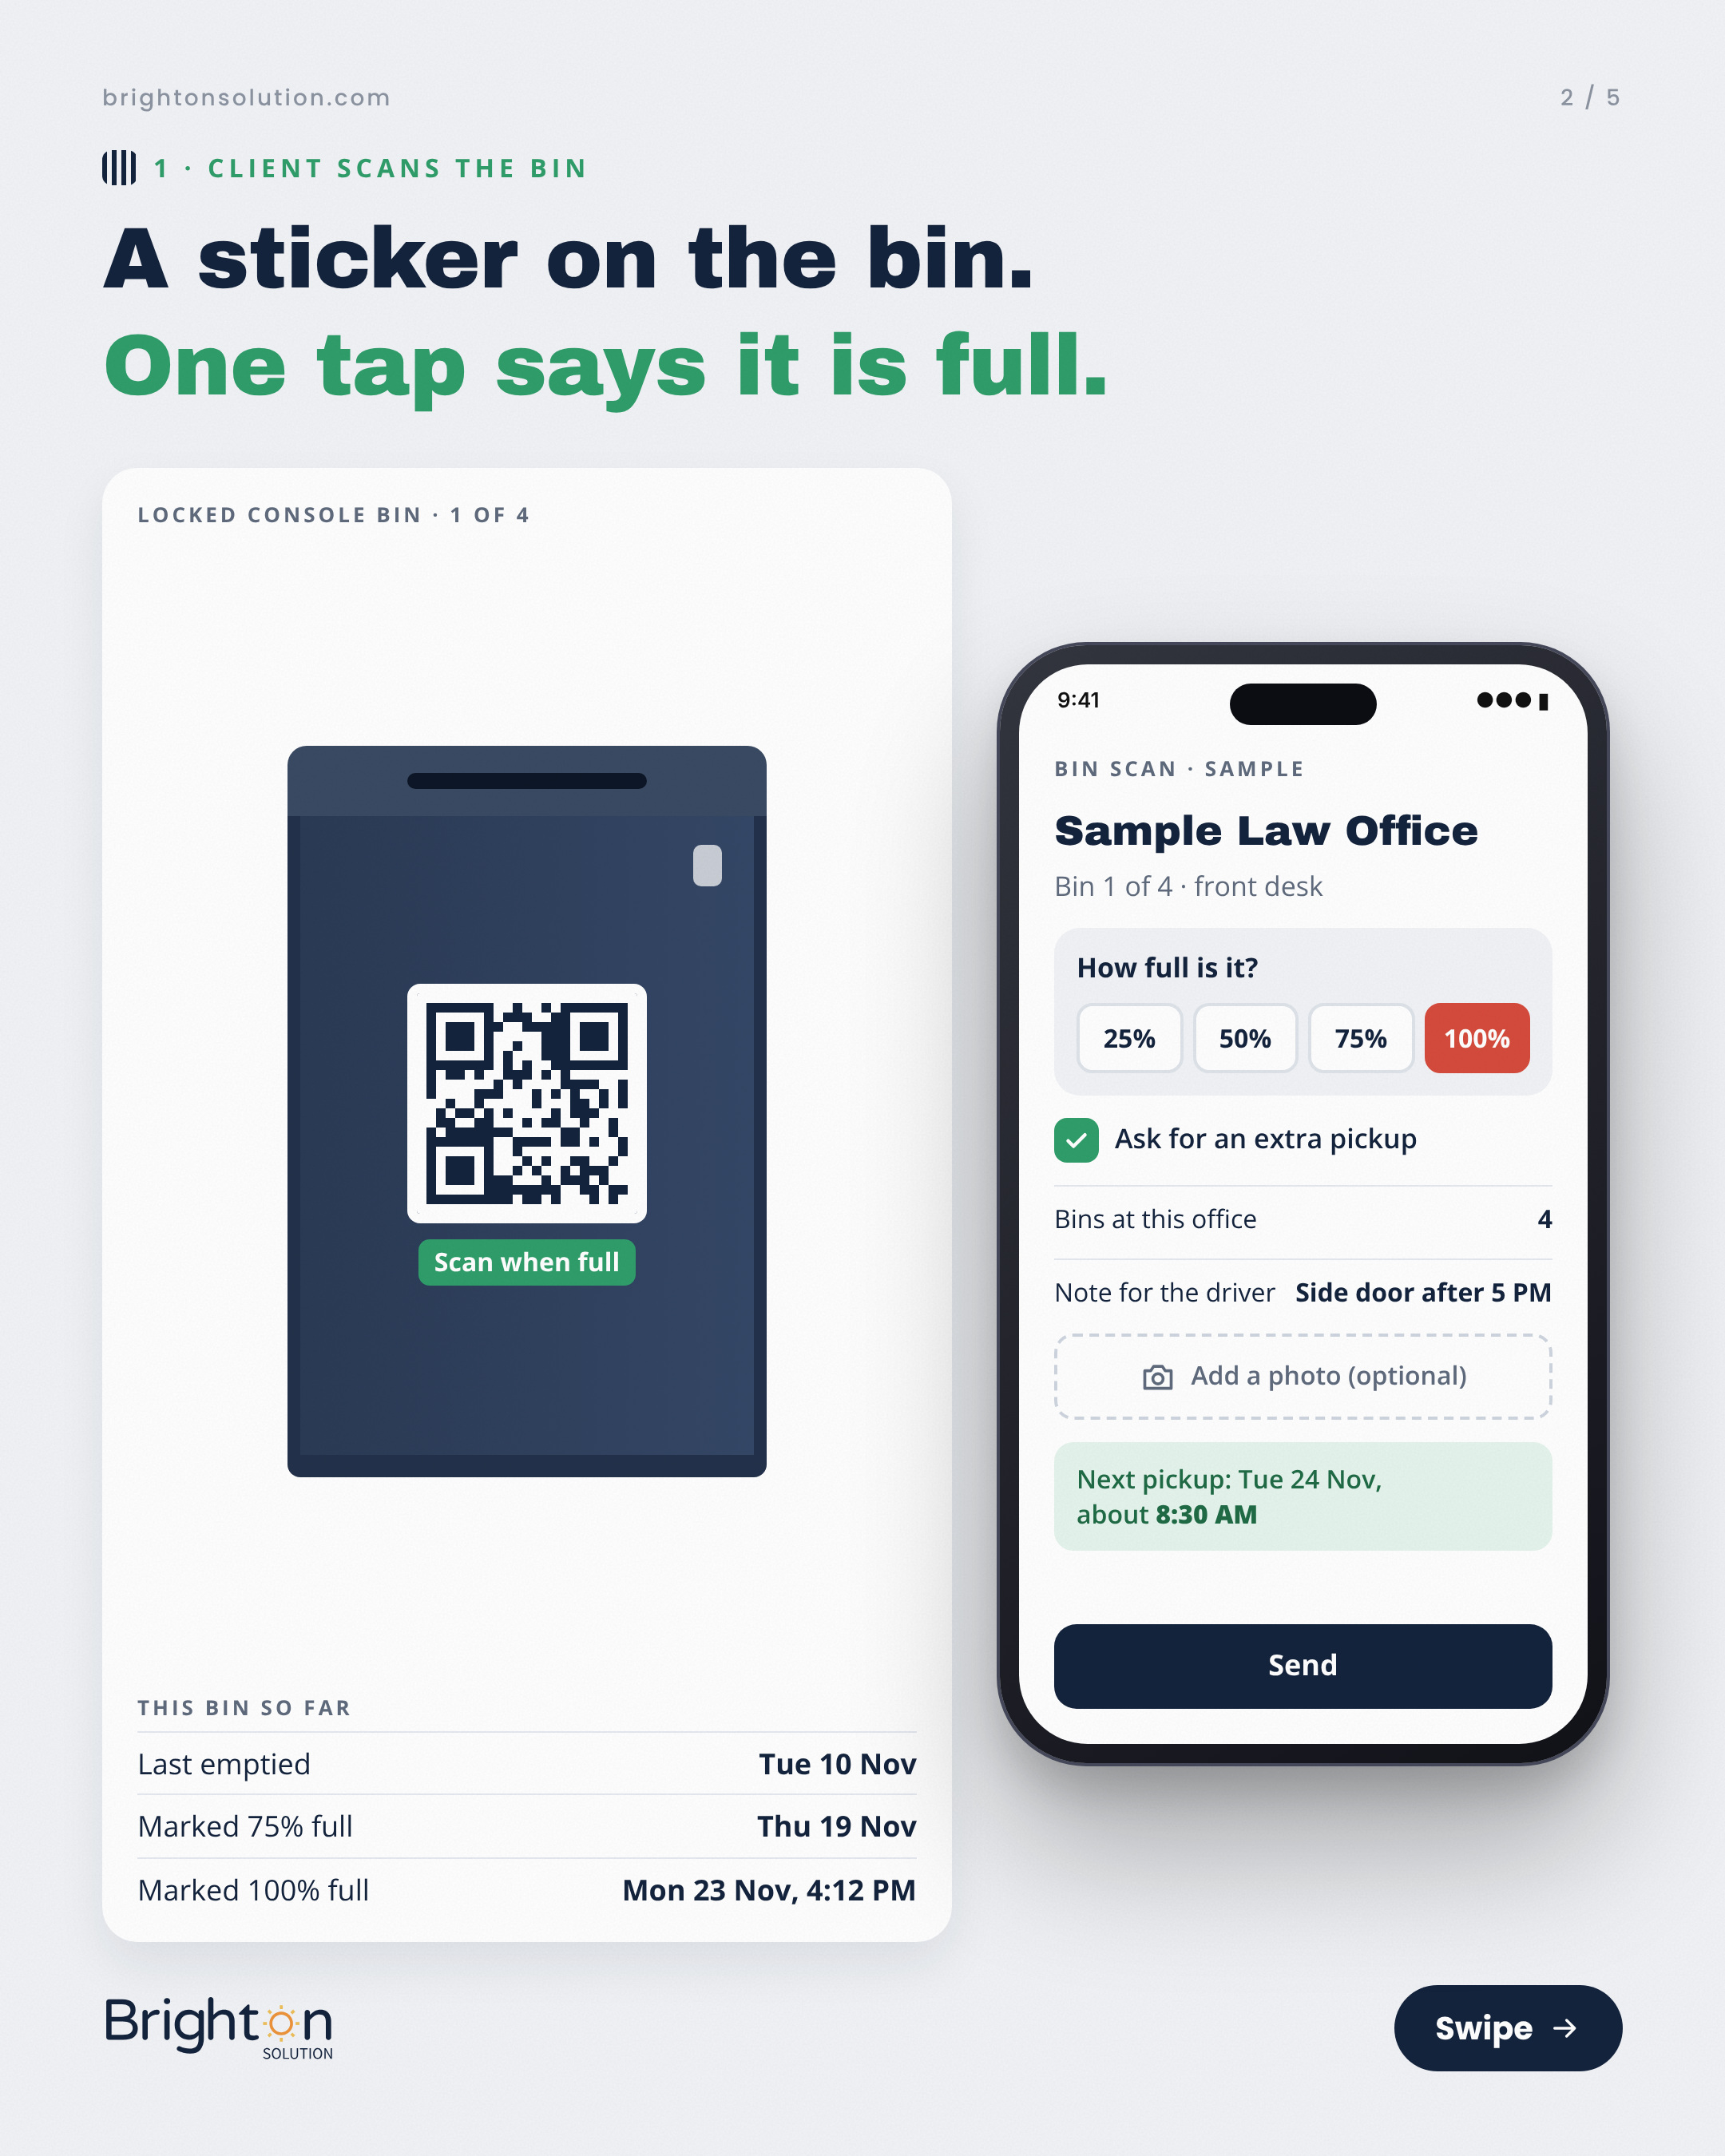 brightonsolution.com
2 / 5
1 · CLIENT SCANS THE BIN
A sticker on the bin.
One tap says it is full.
LOCKED CONSOLE BIN · 1 OF 4
Scan when full
THIS BIN SO FAR
Last emptied Tue 10 Nov
Marked 75% full Thu 19 Nov
Marked 100% full Mon 23 Nov, 4:12 PM
9:41
BIN SCAN · SAMPLE
Sample Law Office
Bin 1 of 4 · front desk
How full is it?
25% 50% 75% 100%
Ask for an extra pickup
Bins at this office 4
Note for the driver Side door after 5 PM
Add a photo (optional)
Next pickup: Tue 24 Nov,
about 8:30 AM
Send
Brighton
SOLUTION
Swipe →